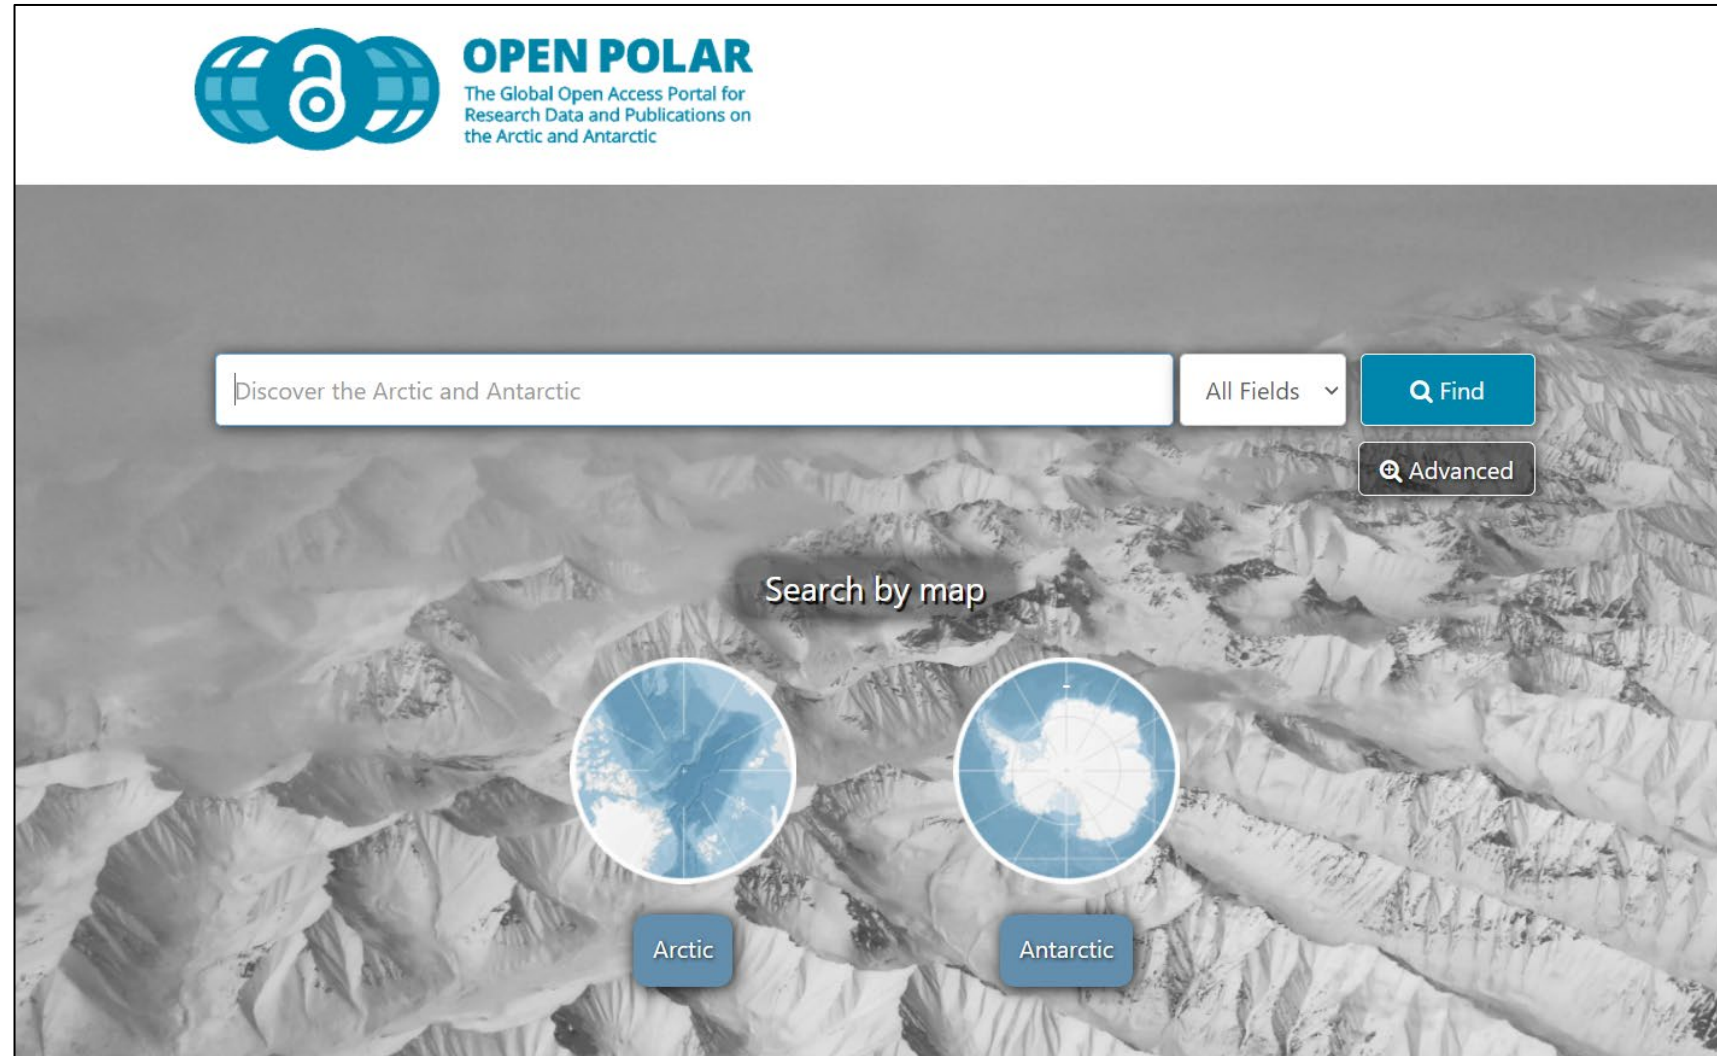 OPEN POLAR
The Global Open Access Portal for
Research Data and Publications on
the Arctic and Antarctic
Discover the Arctic and Antarctic
All Fields
Find
Advanced
Search by map
Arctic
Antarctic